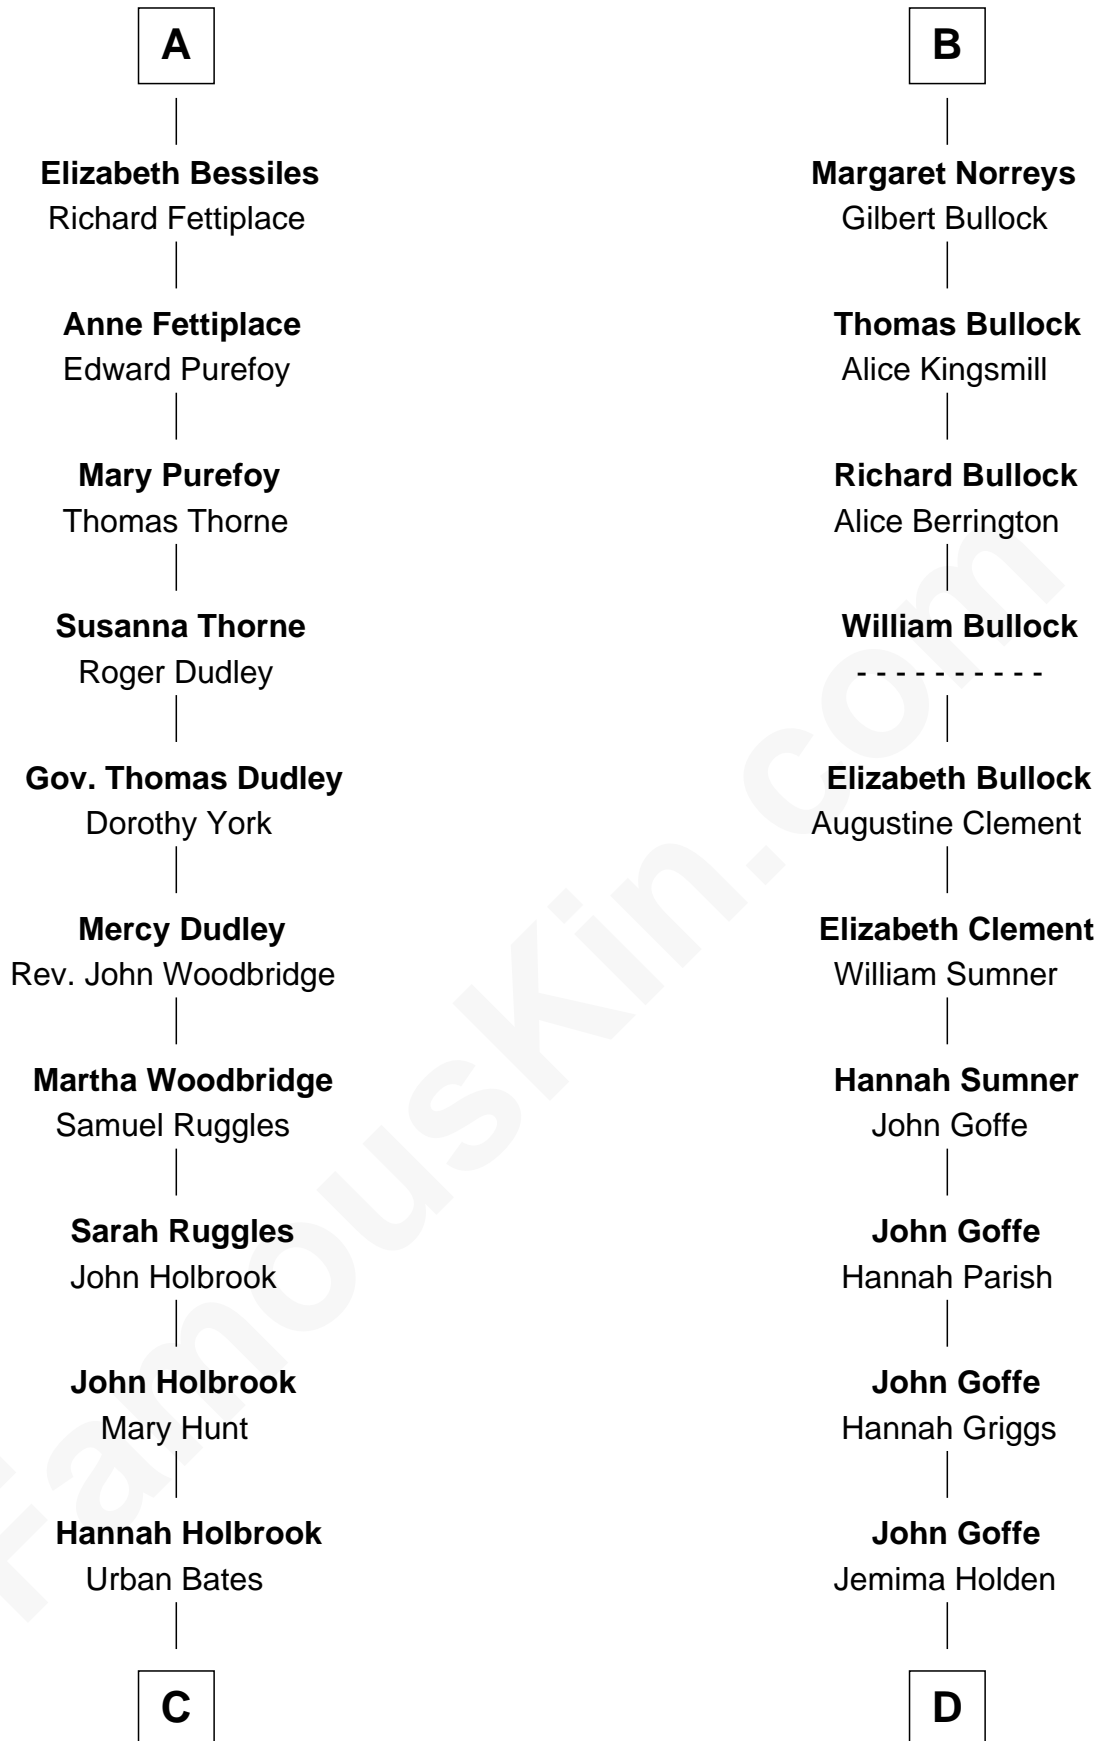 A
Elizabeth Bessiles
Richard Fettiplace
Anne Fettiplace
Edward Purefoy
Mary Purefoy
Thomas Thorne
Susanna Thorne
Roger Dudley
Gov. Thomas Dudley
Dorothy York
Mercy Dudley
Rev. John Woodbridge
Martha Woodbridge
Samuel Ruggles
Sarah Ruggles
John Holbrook
John Holbrook
Mary Hunt
Hannah Holbrook
Urban Bates
C
B
Margaret Norreys
Gilbert Bullock
Thomas Bullock
Alice Kingsmill
Richard Bullock
Alice Berrington
William Bullock
- - - - - - - - - -
Elizabeth Bullock
Augustine Clement
Elizabeth Clement
William Sumner
Hannah Sumner
John Goffe
John Goffe
Hannah Parish
John Goffe
Hannah Griggs
John Goffe
Jemima Holden
D
FamousKin.com